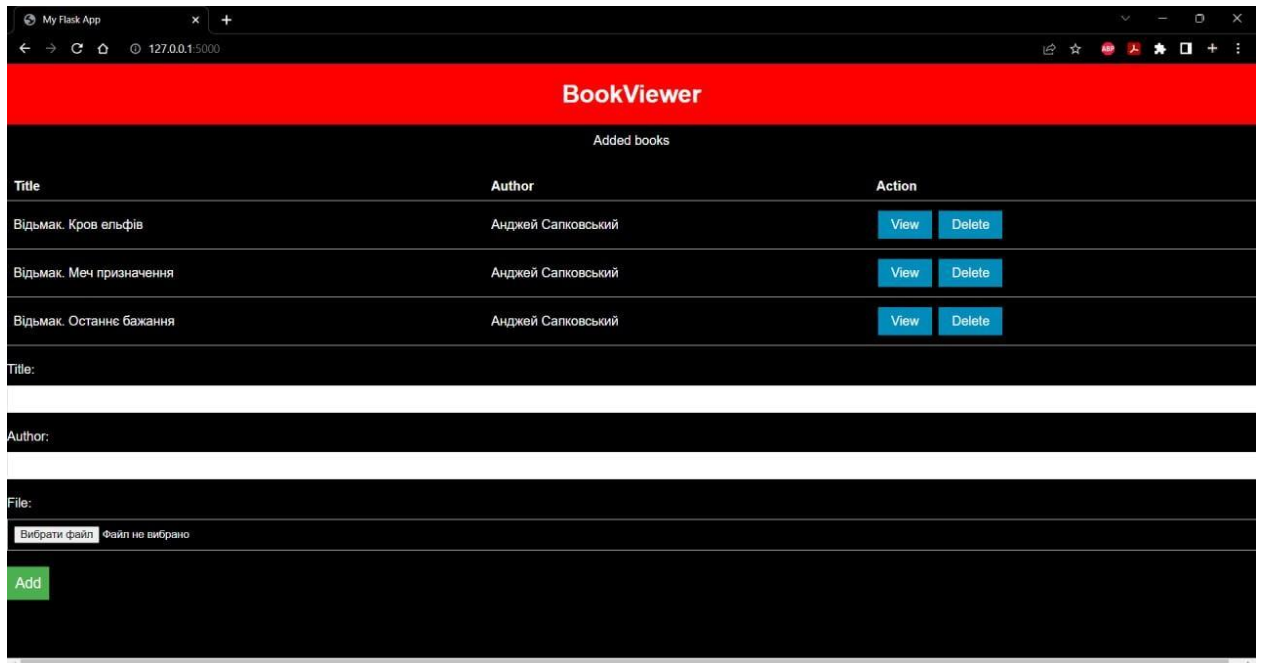 My Flask App
127.0.0.1:5000
ABP
BookViewer
Added books
Title Author Action
Відьмак. Кров ельфів Анджей Сапковський View Delete
Відьмак. Меч призначення Анджей Сапковський View Delete
Відьмак. Останнє бажання Анджей Сапковський View Delete
Title:
Author:
File:
Вибрати файл Файл не вибрано
Add